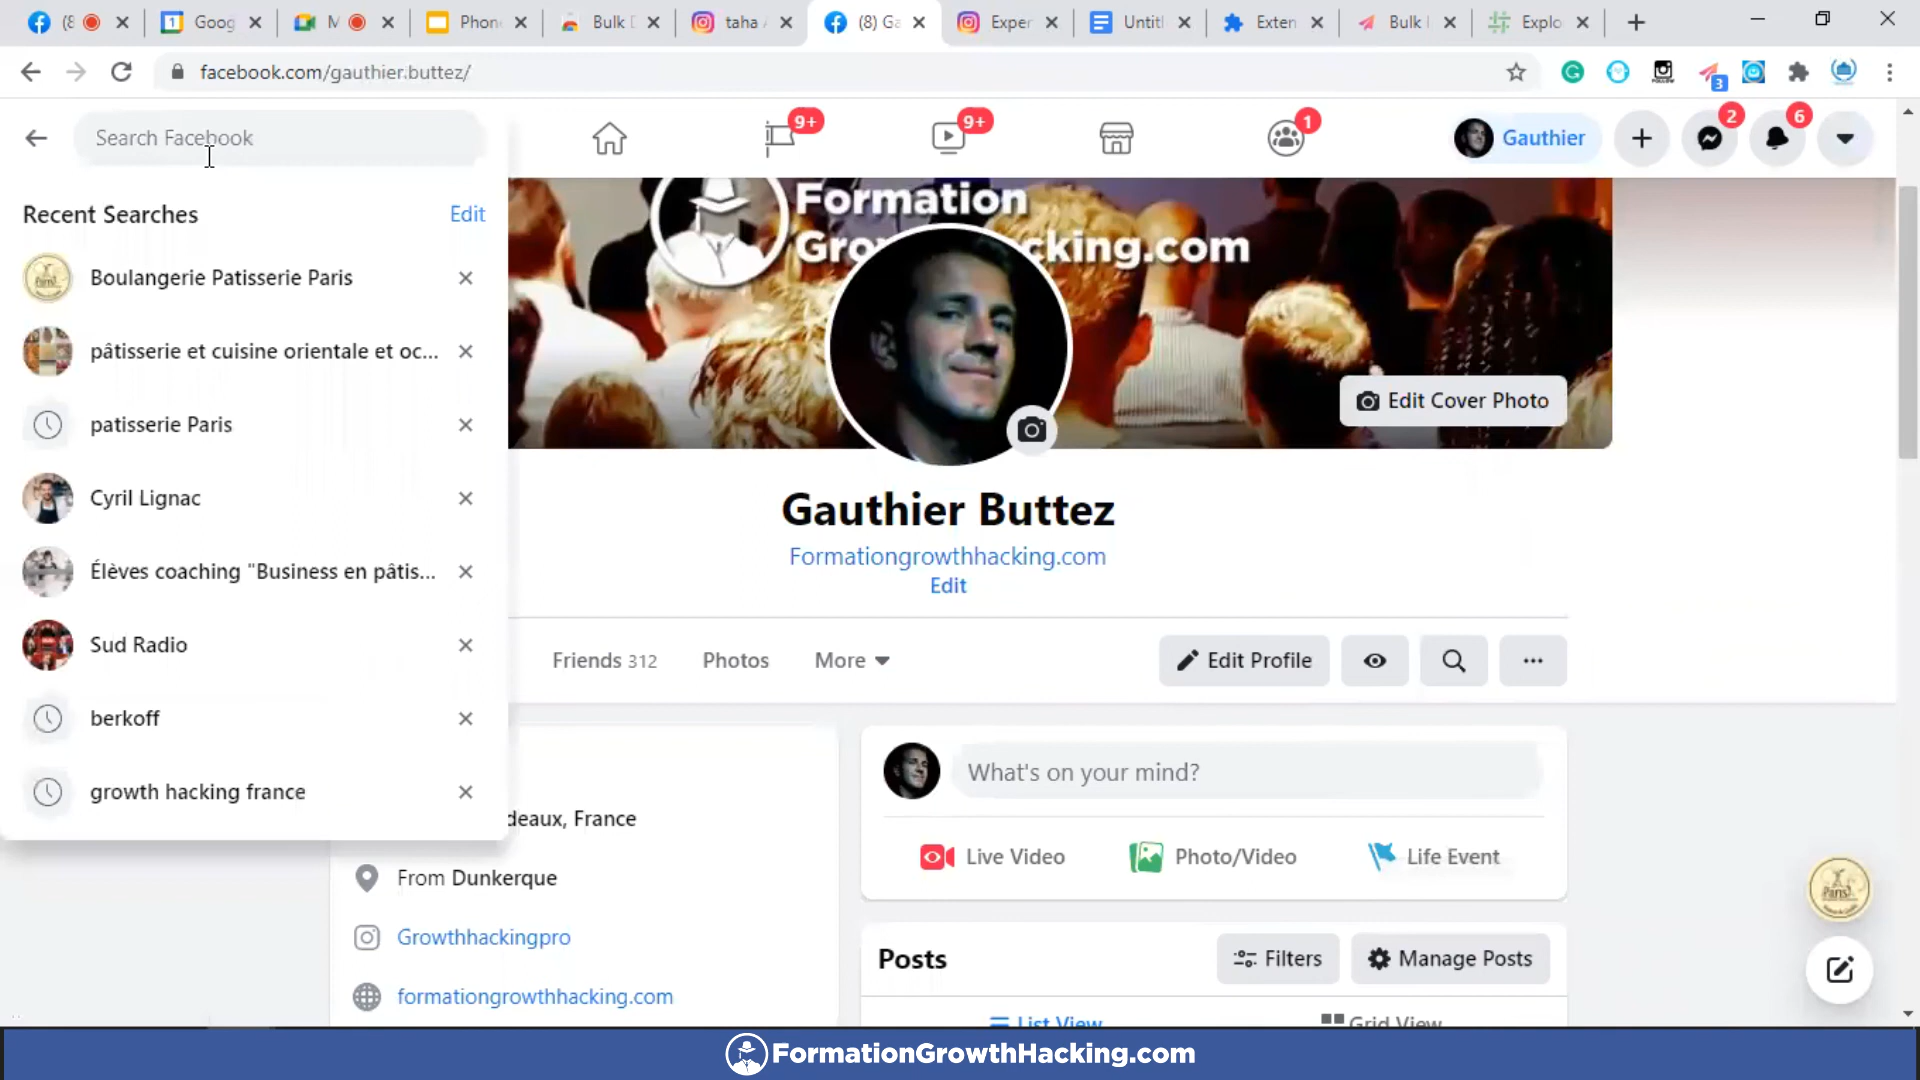 (8
Goog
M
Phon
Bulk
taha
(8) Ga
Exper
Untitl
Exten
Bulk
Explo
facebook.com/gauthier.buttez/
3
Search Facebook
9+
9+
1
Gauthier
2
6
Recent Searches
Edit
Boulangerie Patisserie Paris
pâtisserie et cuisine orientale et oc...
patisserie Paris
Cyril Lignac
Élèves coaching "Business en pâtis...
Sud Radio
berkoff
growth hacking france
Formation
Gro cking.com
Edit Cover Photo
Gauthier Buttez
Formationgrowthhacking.com
Edit
Friends 312
Photos
More
Edit Profile
deaux, France
From Dunkerque
Growthhackingpro
formationgrowthhacking.com
What's on your mind?
Live Video
Photo/Video
Life Event
Posts
Filters
Manage Posts
List View
Grid View
Paris
FormationGrowthHacking.com